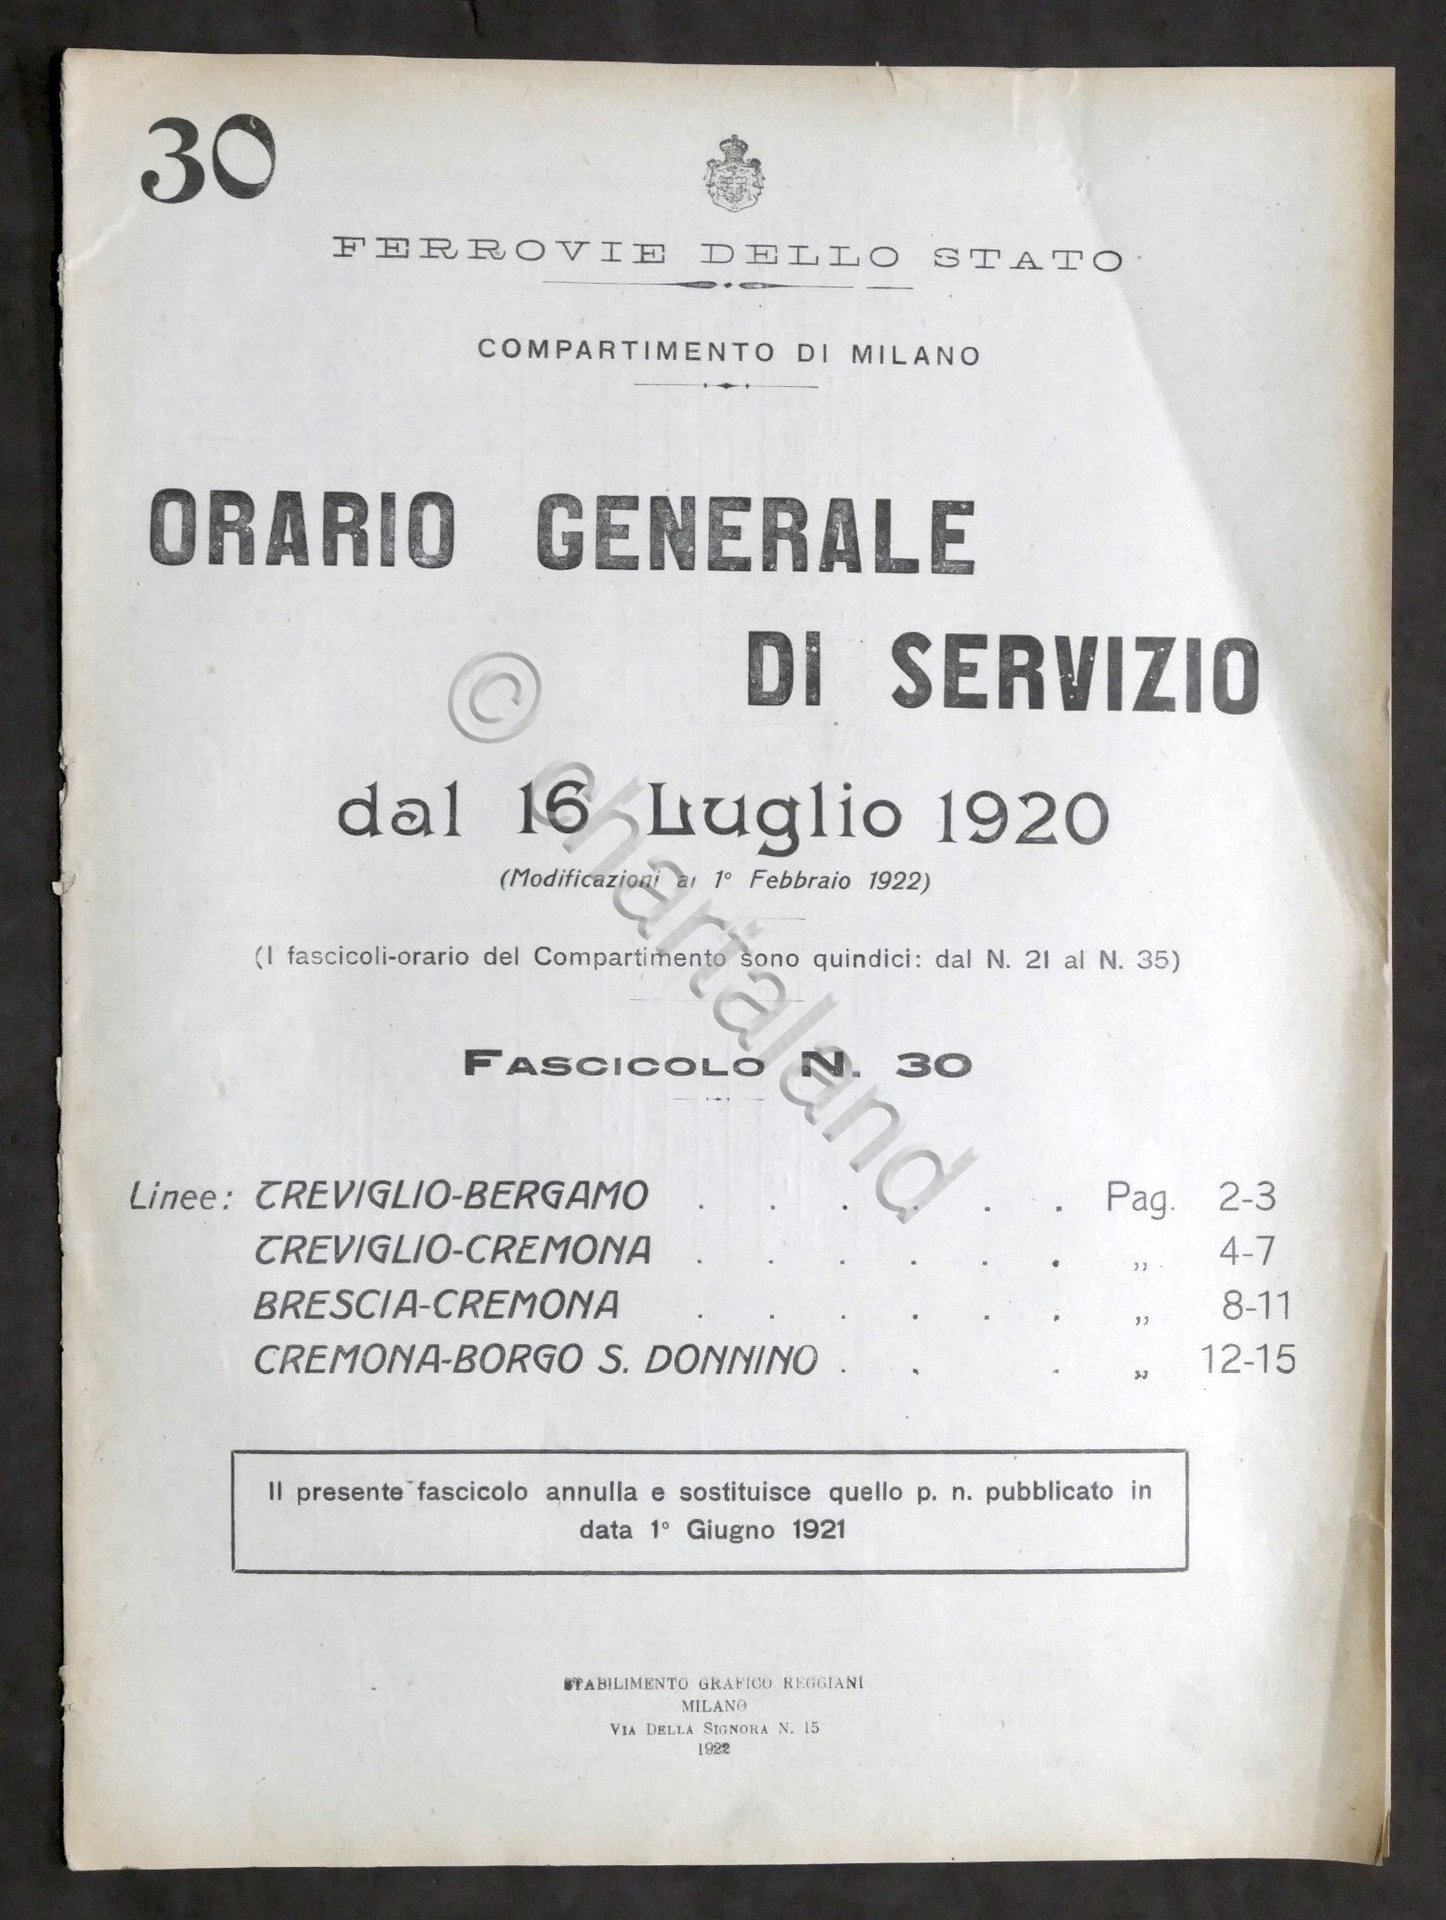 30
FERROVIE DELLO STATO
COMPARTIMENTO DI MILANO
ORARIO GENERALE
DI SERVIZIO
dal 16 Luglio 1920
(Modificazioni al 1° Febbraio 1922)
(I fascicoli-orario del Compartimento sono quindici: dal N. 21 al N. 35)
FASCICOLO N. 30
Linee: TREVIGLIO-BERGAMO . . . . . . Pag. 2-3
TREVIGLIO-CREMONA . . . . . . „ 4-7
BRESCIA-CREMONA . . . . . . „ 8-11
CREMONA-BORGO S. DONNINO . . . „ 12-15
Il presente fascicolo annulla e sostituisce quello p. n. pubblicato in
data 1° Giugno 1921
STABILIMENTO GRAFICO REGGIANI
MILANO
VIA DELLA SIGNORA N. 15
1922
© chartaland